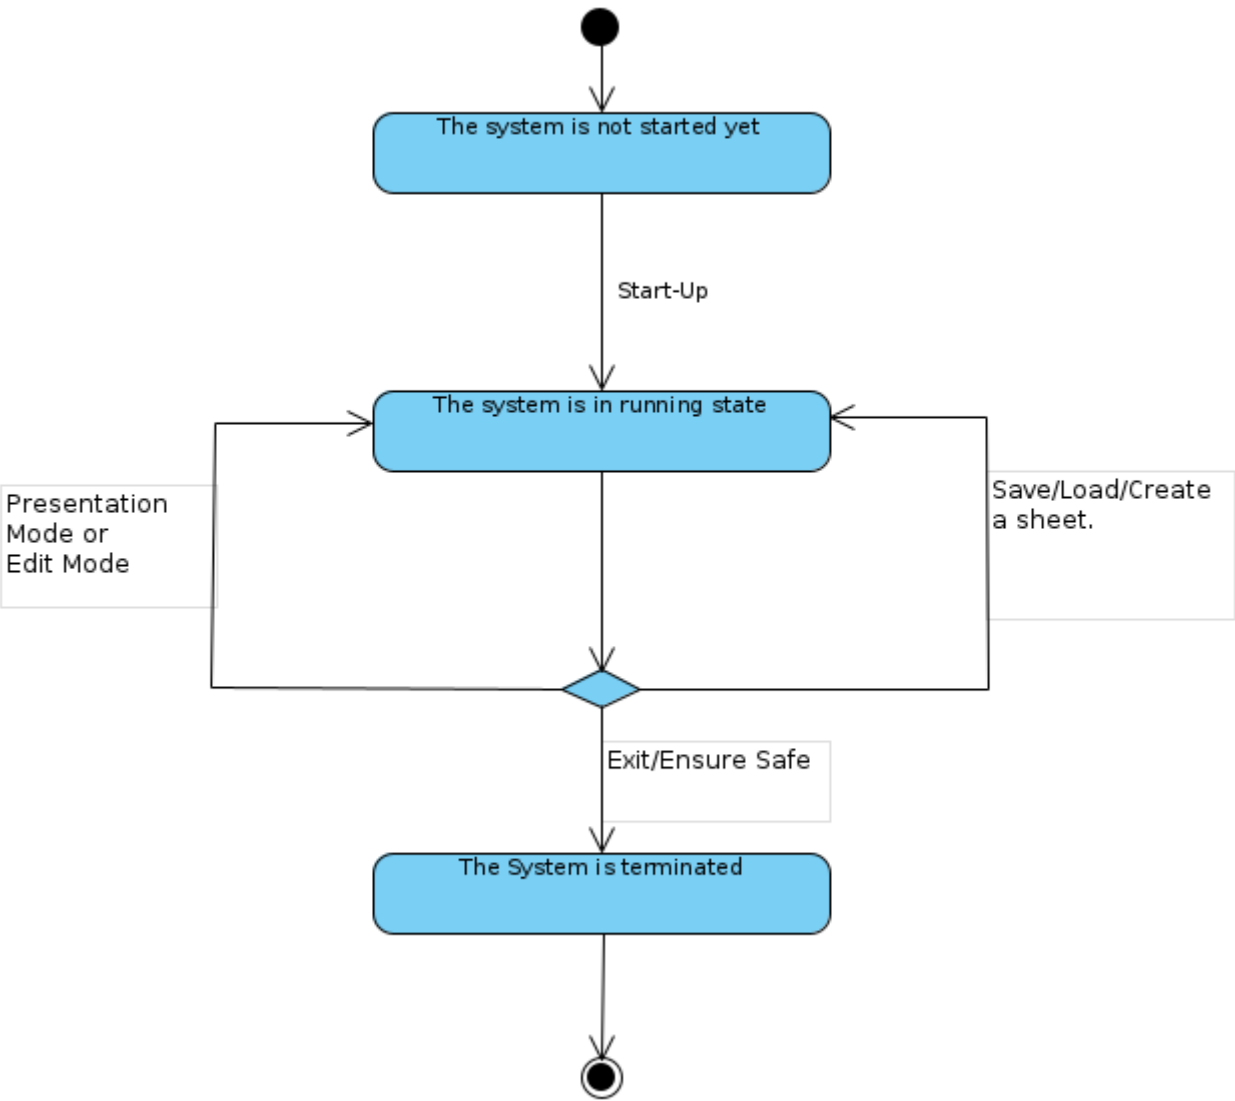 The system is not started yet
Start-Up
The system is in running state
Presentation
Mode or
Edit Mode
Save/Load/Create
a sheet.
Exit/Ensure Safe
The System is terminated